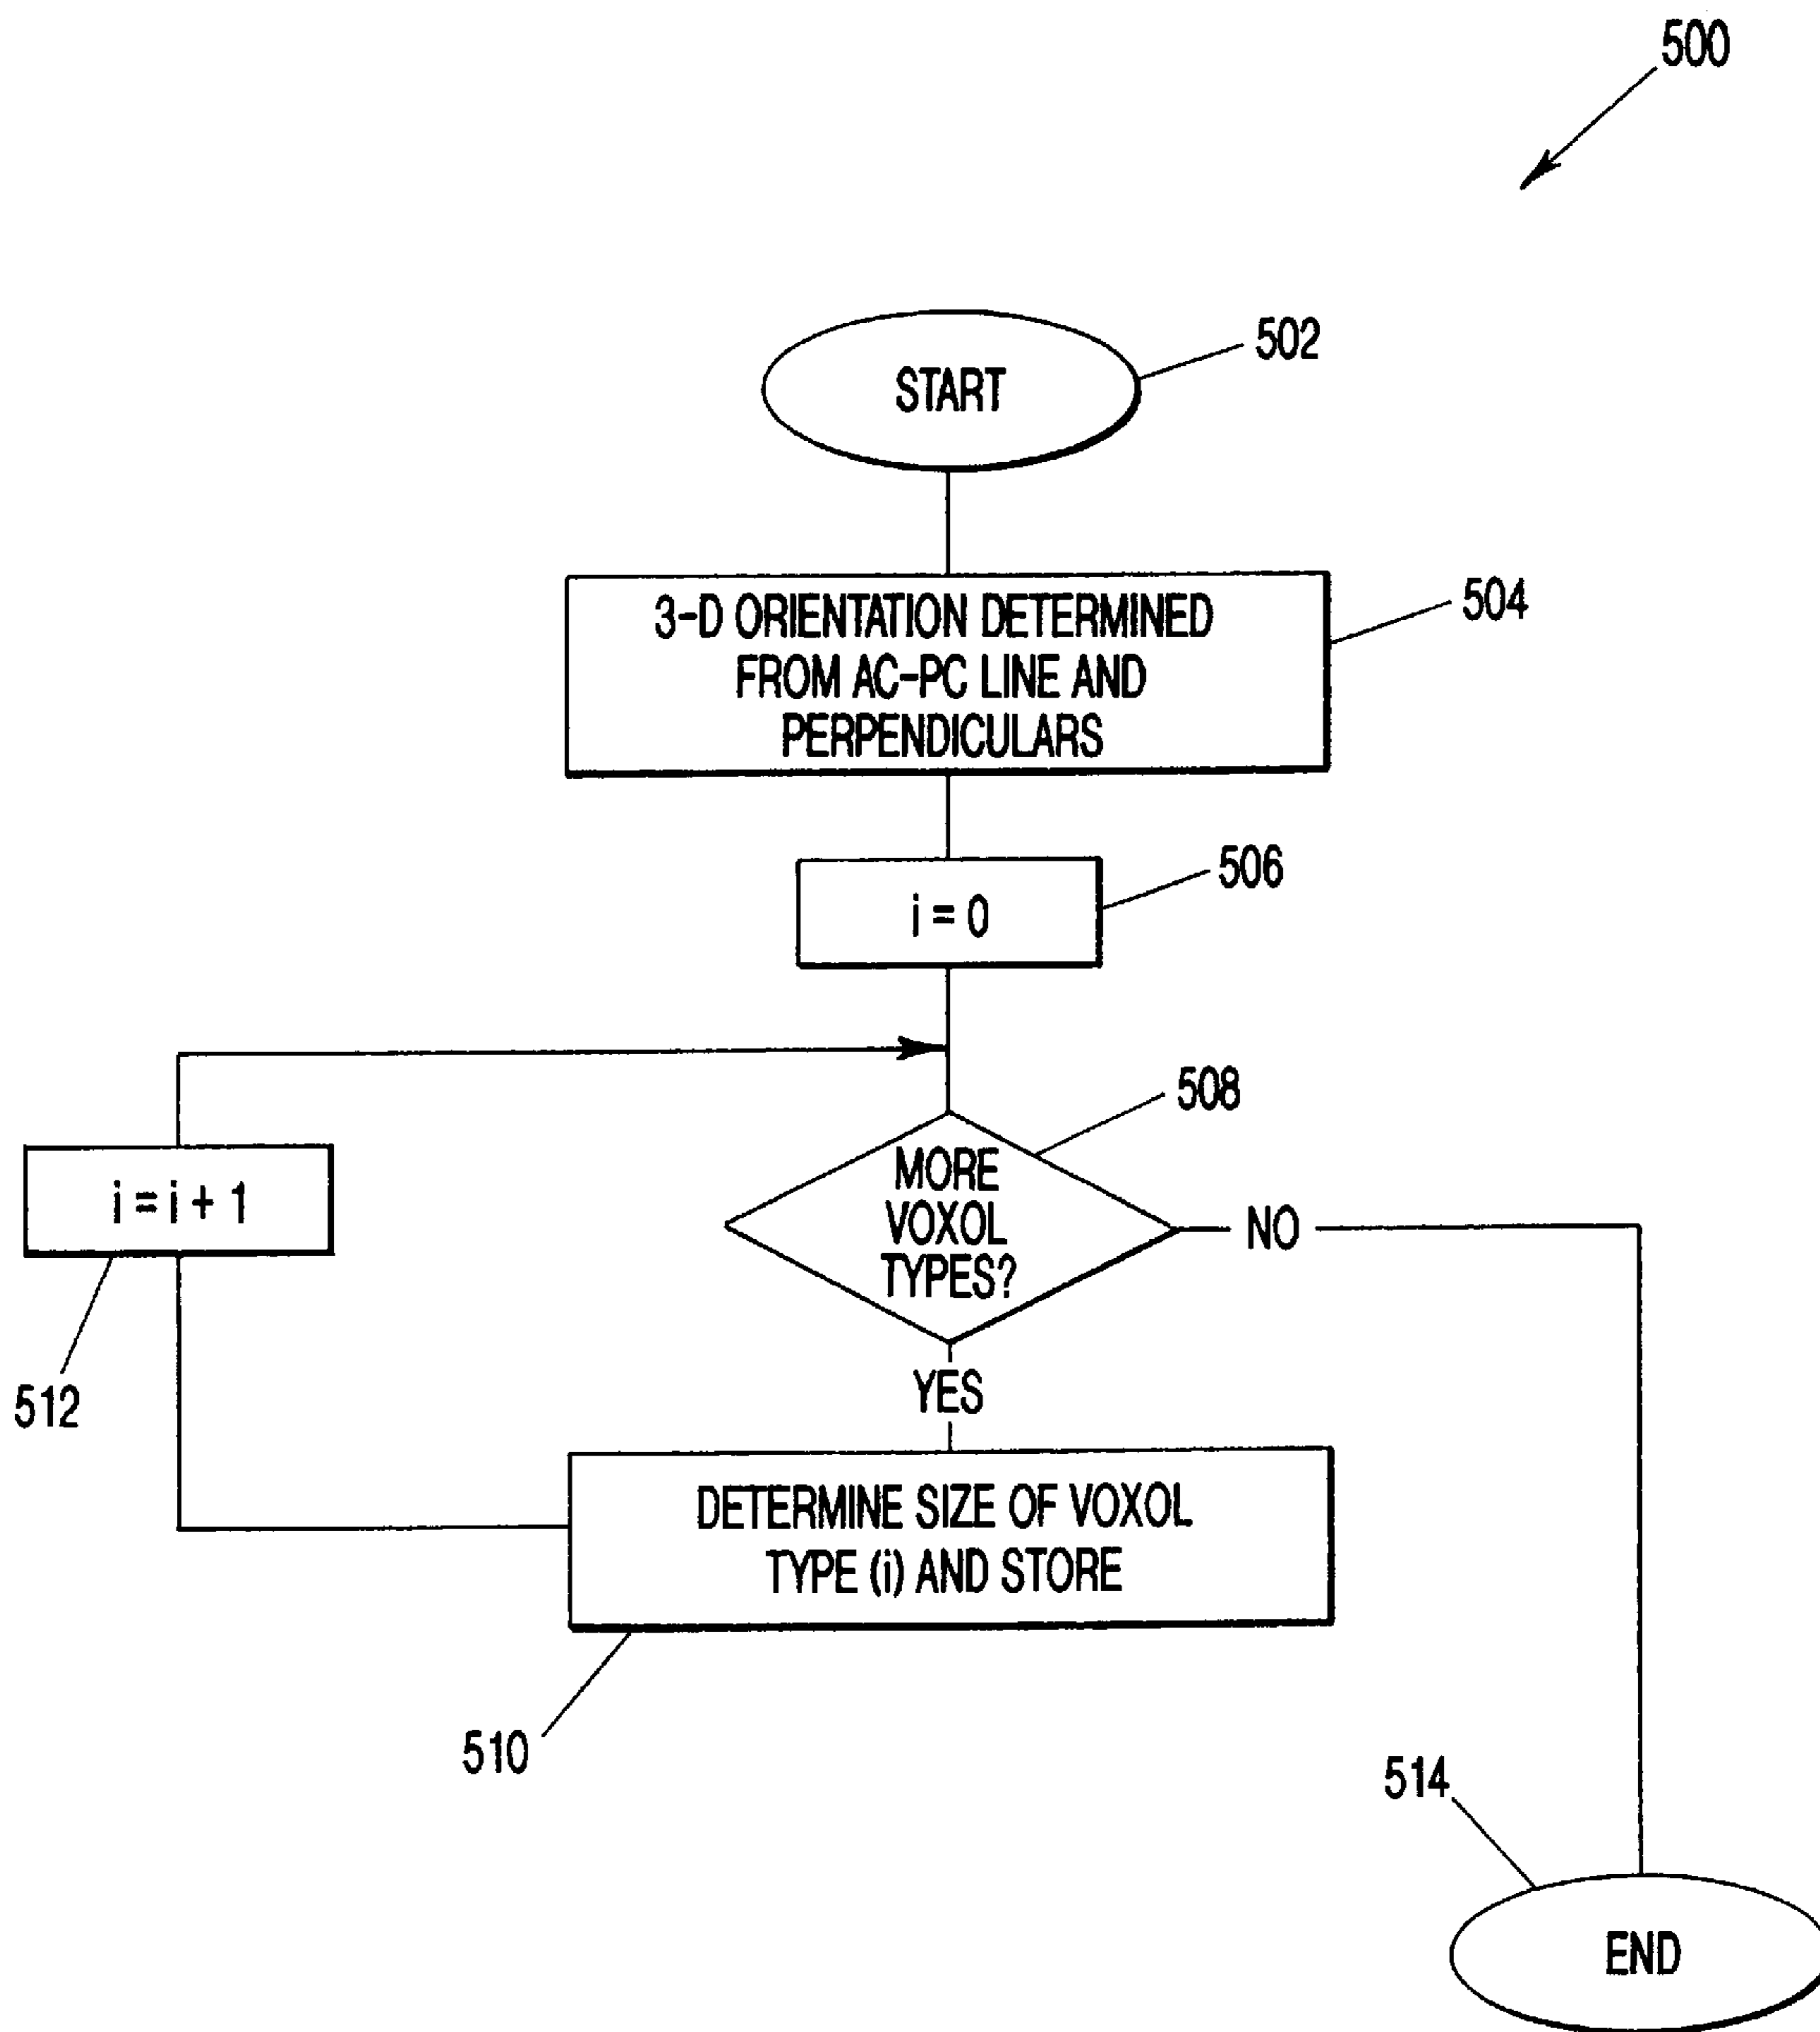 500
START
502
3-D ORIENTATION DETERMINED
FROM AC-PC LINE AND
PERPENDICULARS
504
i = 0
506
508
MORE
VOXOL
TYPES?
NO
i = i + 1
512
YES
DETERMINE SIZE OF VOXOL
TYPE (i) AND STORE
510
514
END